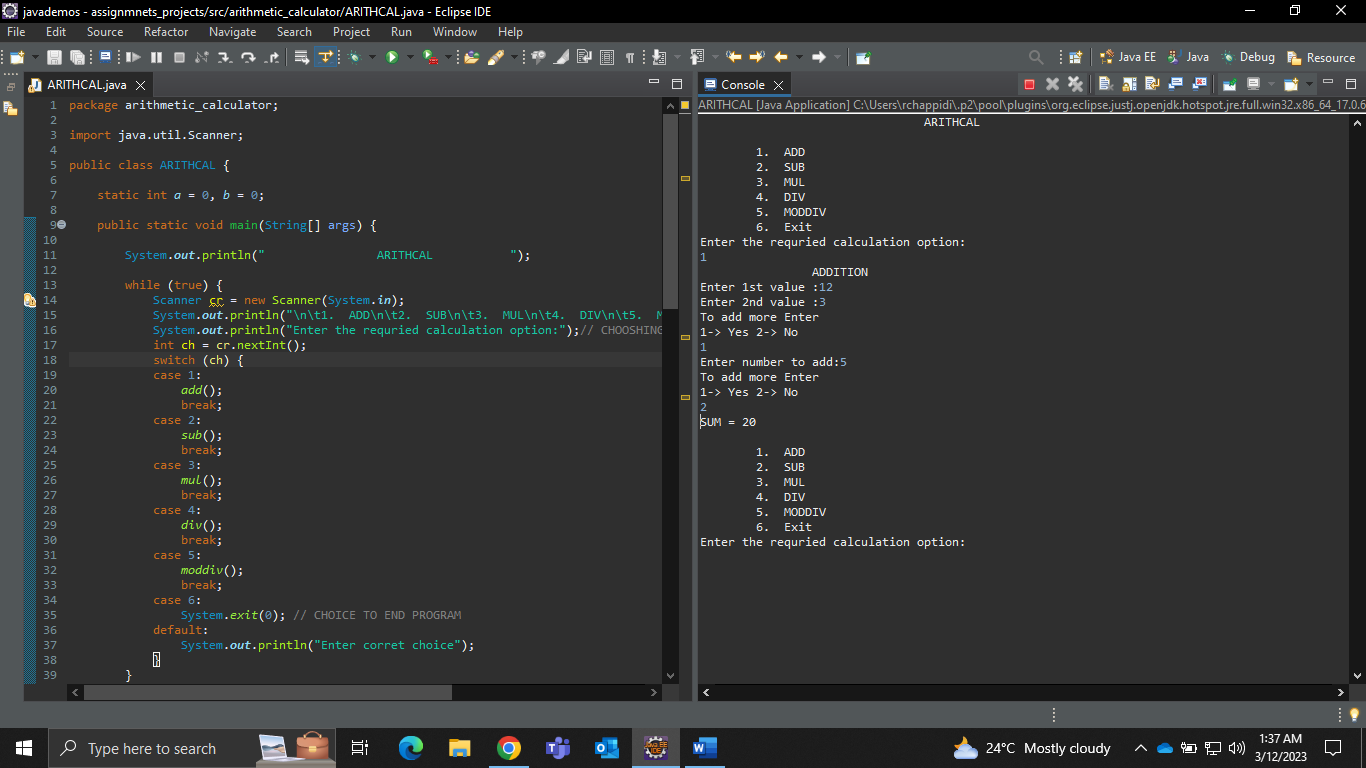 javademos - assignmnets_projects/src/arithmetic_calculator/ARITHCAL.java - Eclipse IDE
File Edit Source Refactor Navigate Search Project Run Window Help
Java EE Java Debug Resource
ARITHCAL.java
1 package arithmetic_calculator;
2
3 import java.util.Scanner;
4
5 public class ARITHCAL {
6
7 static int a = 0, b = 0;
8
9 public static void main(String[] args) {
10
11 System.out.println("                ARITHCAL           ");
12
13 while (true) {
14 Scanner cr = new Scanner(System.in);
15 System.out.println("\n\t1.  ADD\n\t2.  SUB\n\t3.  MUL\n\t4.  DIV\n\t5.  M
16 System.out.println("Enter the requried calculation option:");// CHOOSHING
17 int ch = cr.nextInt();
18 switch (ch) {
19 case 1:
20 add();
21 break;
22 case 2:
23 sub();
24 break;
25 case 3:
26 mul();
27 break;
28 case 4:
29 div();
30 break;
31 case 5:
32 moddiv();
33 break;
34 case 6:
35 System.exit(0); // CHOICE TO END PROGRAM
36 default:
37 System.out.println("Enter corret choice");
38 }
39 }
Console
ARITHCAL [Java Application] C:\Users\rchappidi\.p2\pool\plugins\org.eclipse.justj.openjdk.hotspot.jre.full.win32.x86_64_17.0.6
ARITHCAL
1. ADD
2. SUB
3. MUL
4. DIV
5. MODDIV
6. Exit
Enter the requried calculation option:
1
ADDITION
Enter 1st value :12
Enter 2nd value :3
To add more Enter
1-> Yes 2-> No
1
Enter number to add:5
To add more Enter
1-> Yes 2-> No
2
SUM = 20
1. ADD
2. SUB
3. MUL
4. DIV
5. MODDIV
6. Exit
Enter the requried calculation option:
Type here to search
24°C Mostly cloudy
1:37 AM
3/12/2023